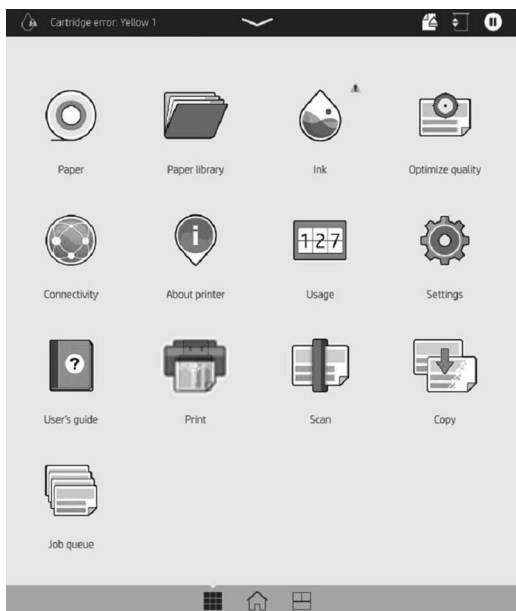 Cartridge error: Yellow 1
Paper
Paper library
Ink
Optimize quality
Connectivity
About printer
127
Usage
Settings
User's guide
Print
Scan
Copy
Job queue